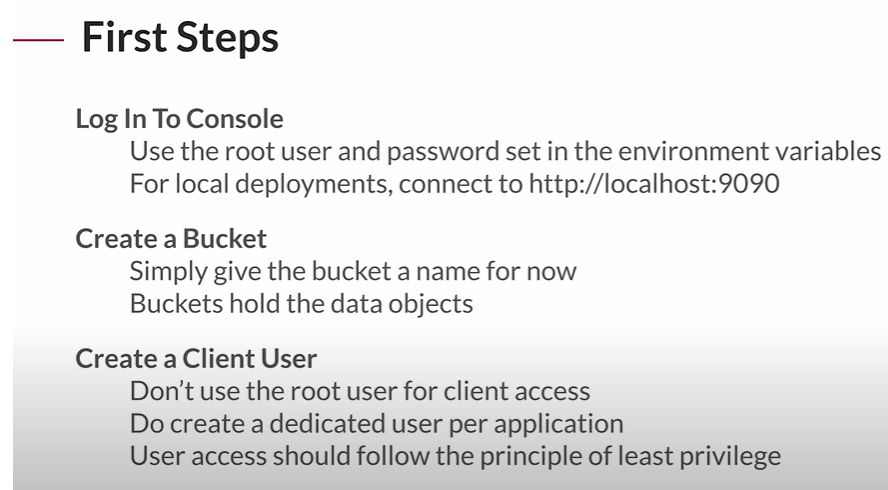 First Steps
Log In To Console
Use the root user and password set in the environment variables
For local deployments, connect to http://localhost:9090
Create a Bucket
Simply give the bucket a name for now
Buckets hold the data objects
Create a Client User
Don’t use the root user for client access
Do create a dedicated user per application
User access should follow the principle of least privilege